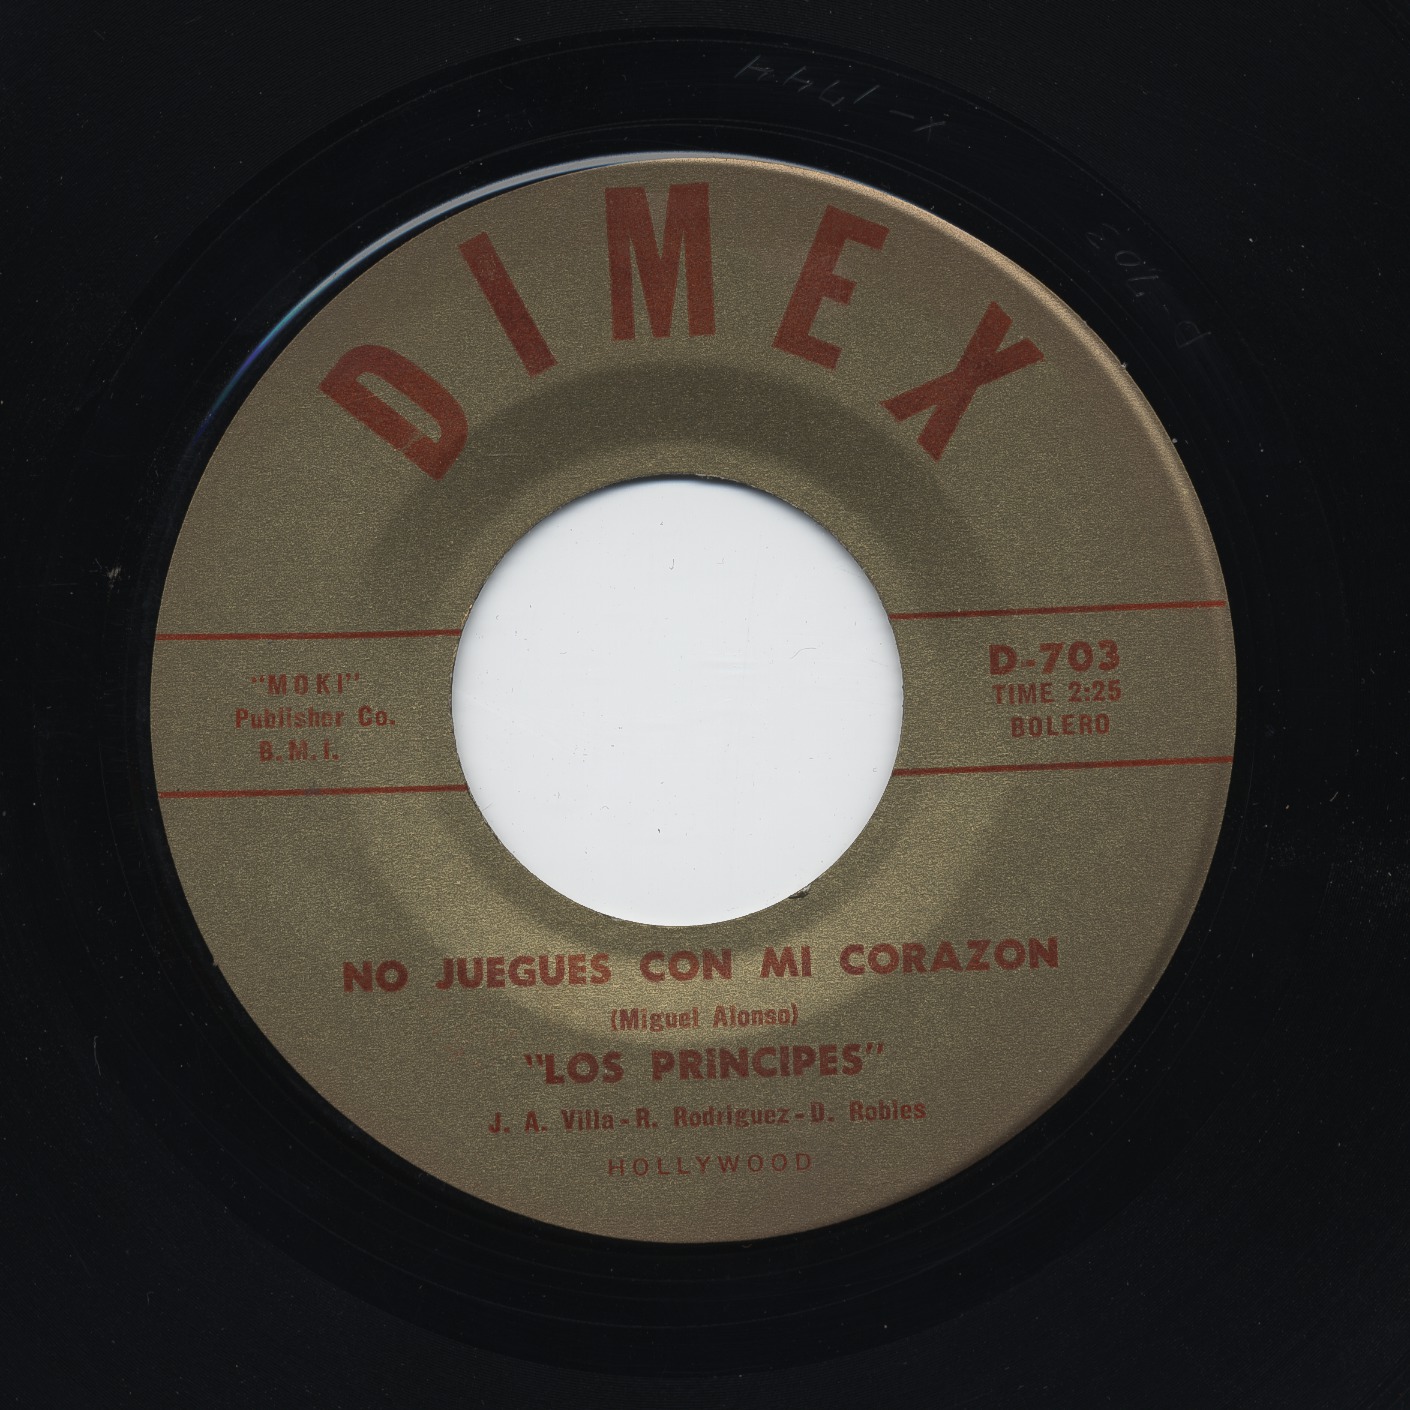 DIMEX
"MOKI"
Publisher Co.
B.M.I.
D-703
TIME 2:25
BOLERO
NO JUEGUES CON MI CORAZON
(Miguel Alonso)
"LOS PRINCIPES"
J. A. Villa - R. Rodriguez - D. Robles
HOLLYWOOD
D-703